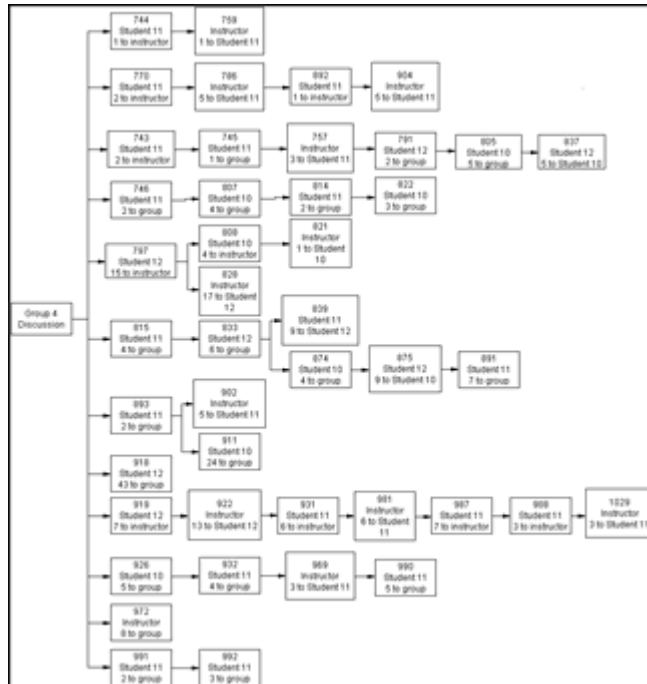 744
Student 11
1 to instructor
759
Instructor
1 to Student 11
770
Student 11
2 to instructor
786
Instructor
5 to Student 11
892
Student 11
1 to instructor
904
Instructor
5 to Student 11
743
Student 11
2 to instructor
745
Student 11
1 to group
757
Instructor
3 to Student 11
791
Student 12
2 to group
805
Student 10
5 to group
837
Student 12
5 to Student 10
746
Student 11
2 to group
807
Student 10
4 to group
814
Student 11
2 to group
822
Student 10
3 to group
797
Student 12
15 to instructor
808
Student 10
4 to instructor
821
Instructor
1 to Student
10
828
Instructor
17 to Student
12
Group 4
Discussion
815
Student 11
4 to group
833
Student 12
6 to group
839
Student 11
9 to Student 12
874
Student 10
4 to group
875
Student 12
9 to Student 10
891
Student 11
7 to group
893
Student 11
2 to group
902
Instructor
5 to Student 11
911
Student 10
24 to group
918
Student 12
43 to group
919
Student 12
7 to instructor
922
Instructor
13 to Student 12
931
Student 11
6 to instructor
981
Instructor
6 to Student
11
987
Student 11
7 to instructor
988
Student 11
3 to instructor
1029
Instructor
3 to Student 11
926
Student 10
5 to group
932
Student 11
4 to group
969
Instructor
3 to Student 11
990
Student 11
5 to group
972
Instructor
8 to group
991
Student 11
2 to group
992
Student 11
3 to group